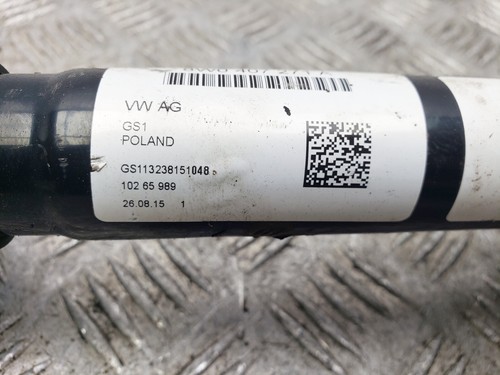 VW AG
GS1
POLAND
GS113238151048
102 65 989
26.08.15 1